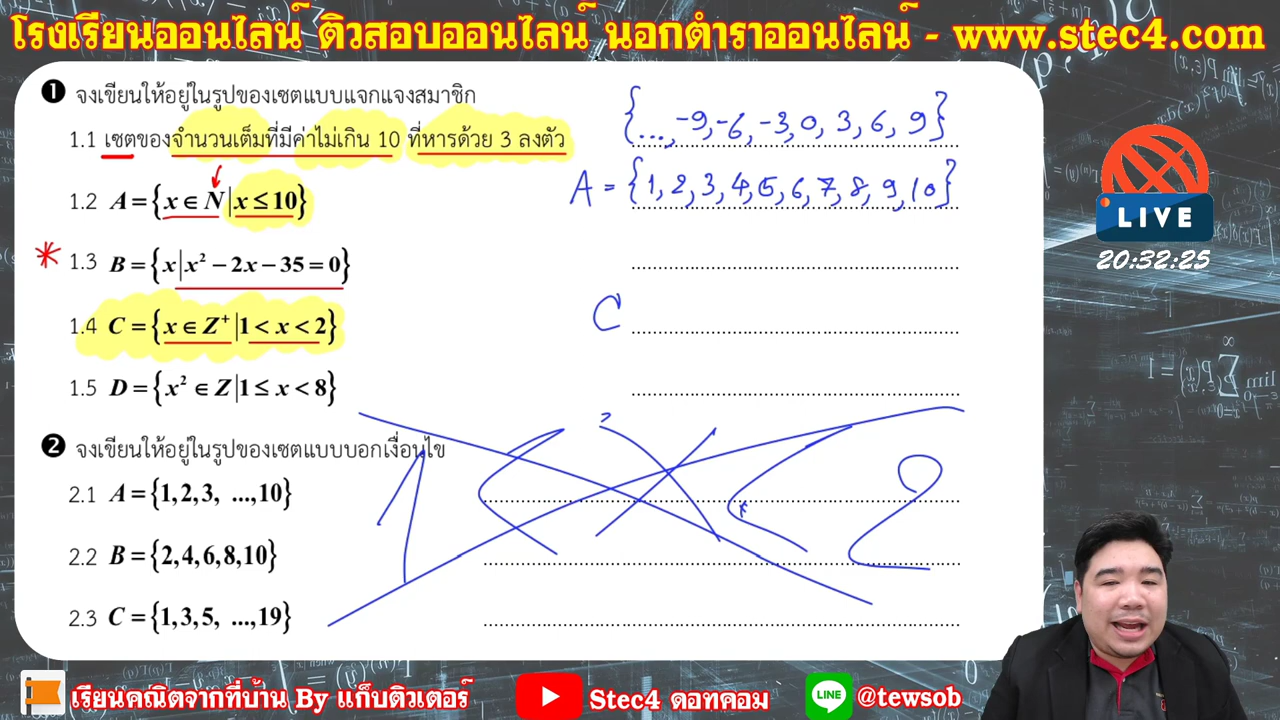 โรงเรียนออนไลน์ ติวสอบออนไลน์ นอกตำราออนไลน์ - www.stec4.com
❶ จงเขียนให้อยู่ในรูปของเซตแบบแจกแจงสมาชิก
1.1 เซตของจำนวนเต็มที่มีค่าไม่เกิน 10 ที่หารด้วย 3 ลงตัว {..., -9, -6, -3, 0, 3, 6, 9}
1.2 A = {x ∈ N | x ≤ 10} A = {1, 2, 3, 4, 5, 6, 7, 8, 9, 10}
LIVE
20:32:25
* 1.3 B = {x | x² − 2x − 35 = 0}
1.4 C = {x ∈ Z⁺ | 1 < x < 2} C
1.5 D = {x² ∈ Z | 1 ≤ x < 8}
❷ จงเขียนให้อยู่ในรูปของเซตแบบบอกเงื่อนไข
1 < x < 2
2.1 A = {1, 2, 3, ..., 10}
2.2 B = {2, 4, 6, 8, 10}
2.3 C = {1, 3, 5, ..., 19}
เรียนคณิตจากที่บ้าน By แก็บติวเตอร์ Stec4 ดอทคอม LINE @tewsob